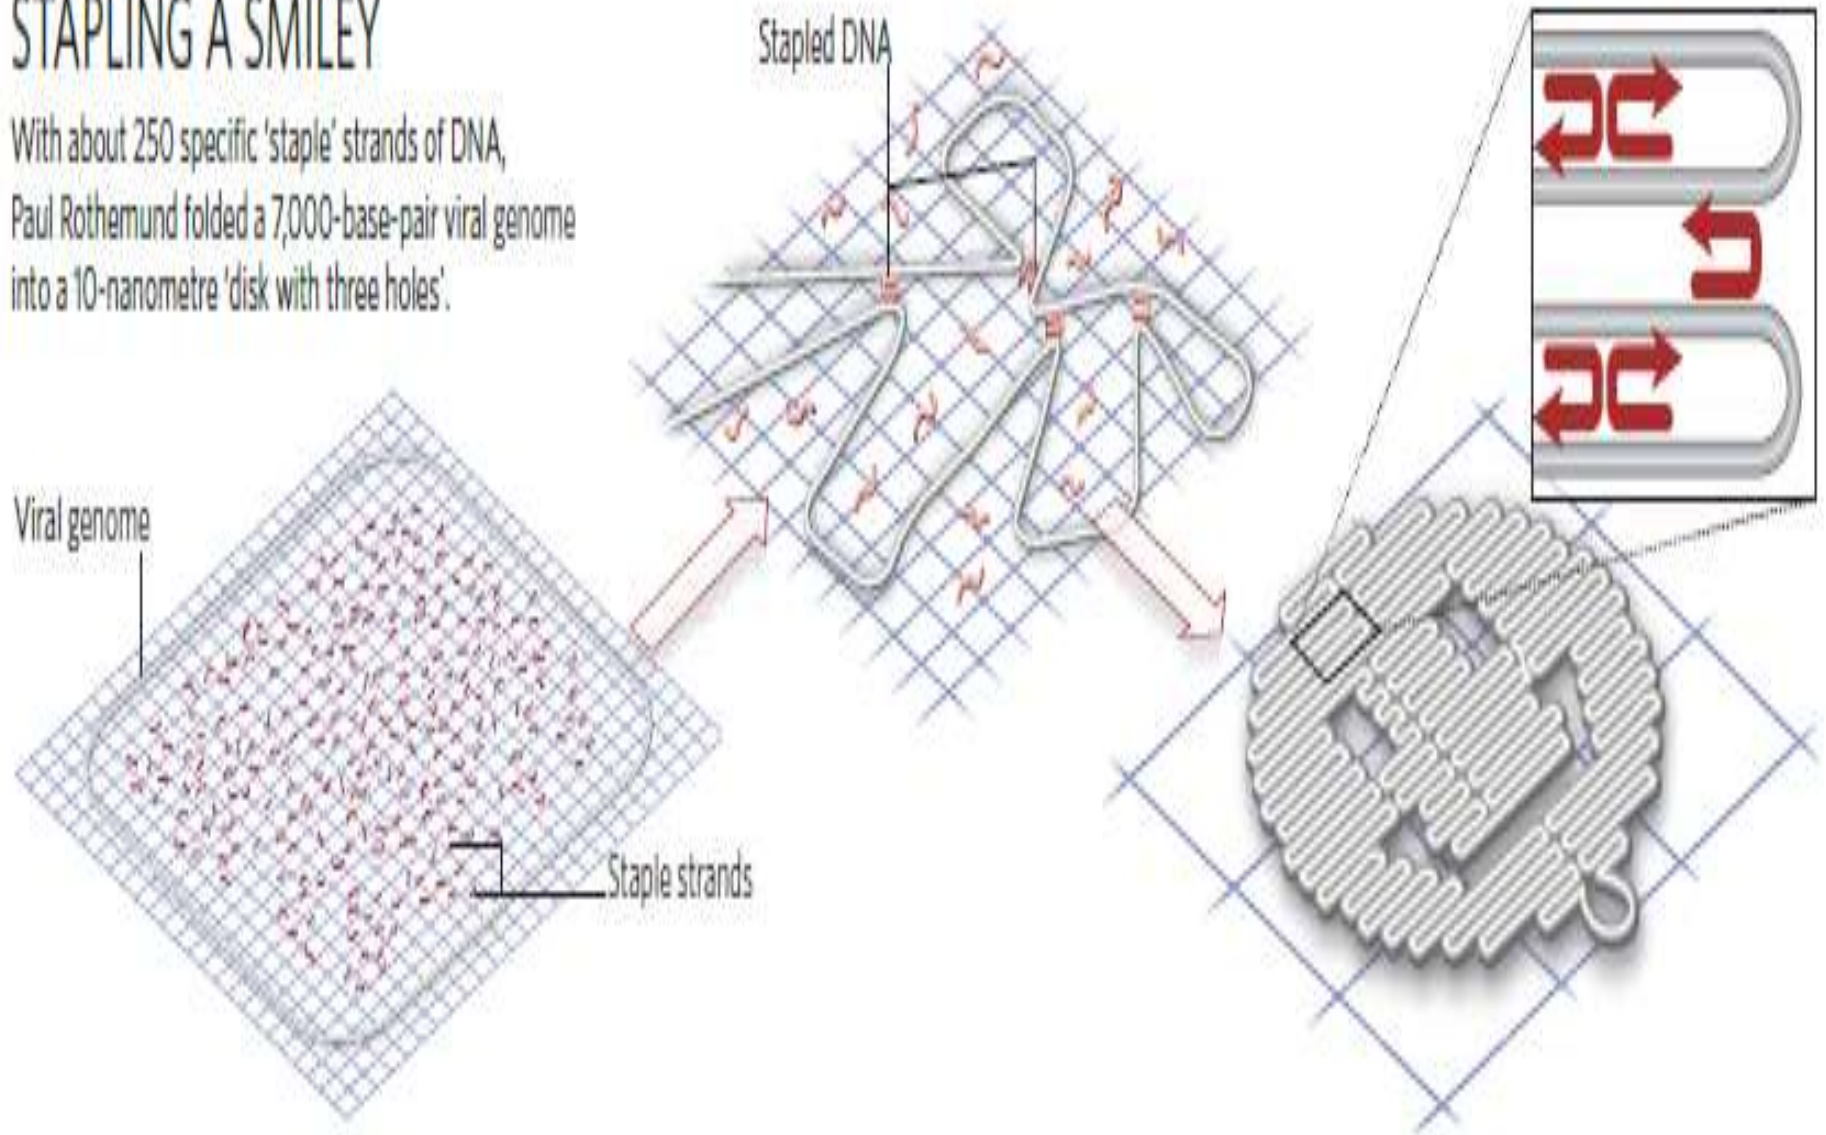 STAPLING A SMILEY
With about 250 specific 'staple' strands of DNA,
Paul Rothemund folded a 7,000-base-pair viral genome
into a 10-nanometre 'disk with three holes'.
Stapled DNA
Viral genome
Staple strands